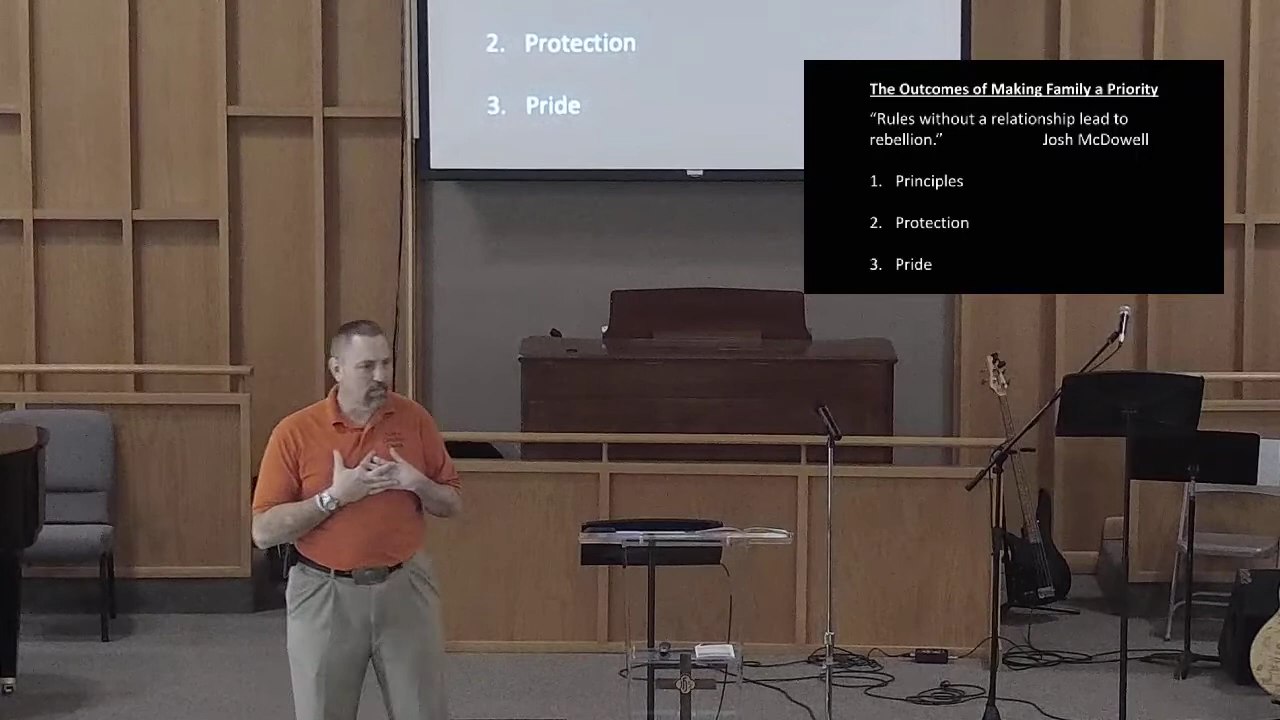 2. Protection
3. Pride
The Outcomes of Making Family a Priority
“Rules without a relationship lead to
rebellion.” Josh McDowell
1. Principles
2. Protection
3. Pride